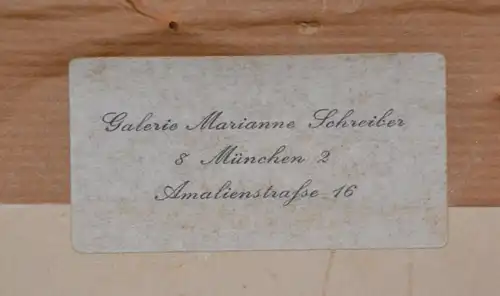 Galerie Marianne Schreiber
8 München 2
Amalienstraße 16